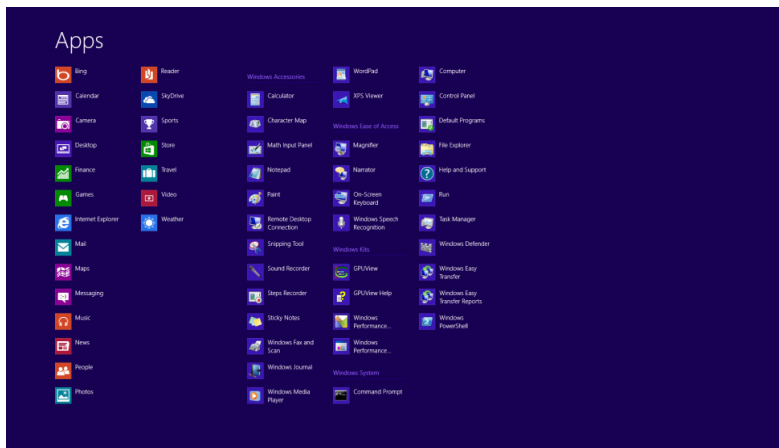 Apps
Bing
Calendar
Camera
Desktop
Finance
Games
Internet Explorer
Mail
Maps
Messaging
Music
News
People
Photos
Reader
SkyDrive
Sports
Store
Travel
Video
Weather
Windows Accessories
Calculator
Character Map
Math Input Panel
Notepad
Paint
Remote Desktop
Connection
Snipping Tool
Sound Recorder
Steps Recorder
Sticky Notes
Windows Fax and
Scan
Windows Journal
Windows Media
Player
WordPad
XPS Viewer
Windows Ease of Access
Magnifier
Narrator
On-Screen
Keyboard
Windows Speech
Recognition
Windows Kits
GPUView
GPUView Help
Windows
Performance...
Windows
Performance...
Windows System
Command Prompt
Computer
Control Panel
Default Programs
File Explorer
Help and Support
Run
Task Manager
Windows Defender
Windows Easy
Transfer
Windows Easy
Transfer Reports
Windows
PowerShell